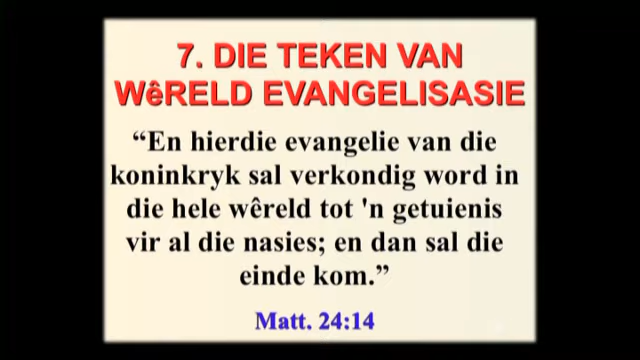 7. DIE TEKEN VAN
WêRELD EVANGELISASIE
“En hierdie evangelie van die
koninkryk sal verkondig word in
die hele wêreld tot 'n getuienis
vir al die nasies; en dan sal die
einde kom.”
Matt. 24:14